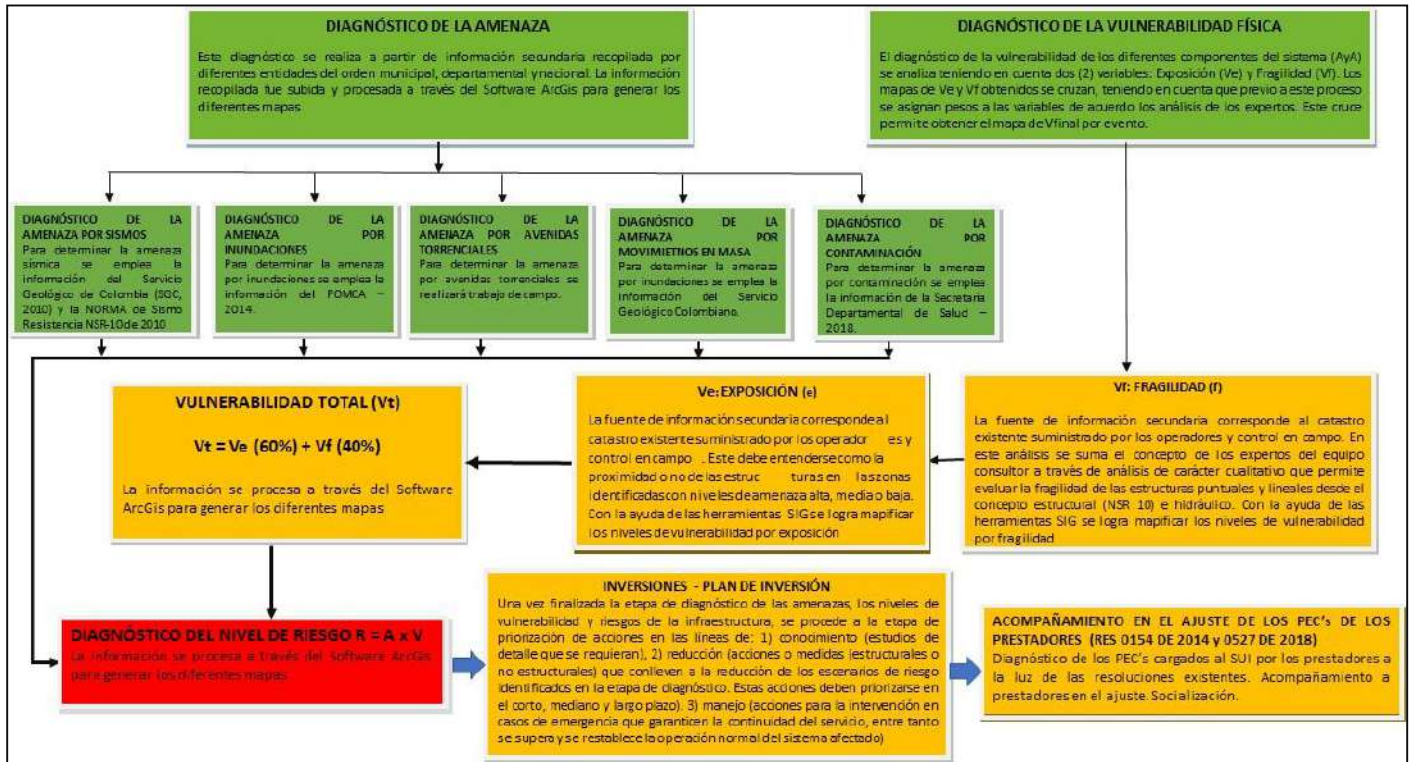 DIAGNÓSTICO DE LA AMENAZA
Este diagnóstico se realiza a partir de información secundaria recopilada por
diferentes entidades del orden municipal, departamental y nacional. La información
recopilada fue subida y procesada a través del Software ArcGis para generar los
diferentes mapas
DIAGNÓSTICO DE LA VULNERABILIDAD FÍSICA
El diagnóstico de la vulnerabilidad de los diferentes componentes del sistema (AyA)
se analiza teniendo en cuenta dos (2) variables: Exposición (Ve) y Fragilidad (Vf). Los
mapas de Ve y Vf obtenidos se cruzan, teniendo en cuenta que previo a este proceso
se asignan pesos a las variables de acuerdo los análisis de los expertos. Este cruce
permite obtener el mapa de Vfinal por evento.
DIAGNÓSTICO DE LA
AMENAZA POR SISMOS
Para determinar la amenaza
sísmica se emplea la
información del Servicio
Geológico de Colombia (SGC,
2010) y la NORMA de Sismo
Resistencia NSR-10 de 2010
DIAGNÓSTICO DE LA
AMENAZA POR
INUNDACIONES
Para determinar la amenaza
por inundaciones se emplea la
información del POMCA –
2014.
DIAGNÓSTICO DE LA
AMENAZA POR AVENIDAS
TORRENCIALES
Para determinar la amenaza
por avenidas torrenciales se
realizará trabajo de campo.
DIAGNÓSTICO DE LA
AMENAZA POR
MOVIMIETNOS EN MASA
Para determinar la amenaza
por inundaciones se emplea la
información del Servicio
Geológico Colombiano.
DIAGNÓSTICO DE LA
AMENAZA POR
CONTAMINACIÓN
Para determinar la amenaza
por contaminación se emplea
la información de la Secretaria
Departamental de Salud –
2018.
VULNERABILIDAD TOTAL (Vt)
Vt = Ve (60%) + Vf (40%)
La información se procesa a través del Software
ArcGis para generar los diferentes mapas
Ve: EXPOSICIÓN (e)
La fuente de información secundaria corresponde al
catastro existente suministrado por los operador es y
control en campo . Este debe entenderse como la
proximidad o no de las estruc turas en las zonas
identificadas con niveles de amenaza alta, media o baja.
Con la ayuda de las herramientas SIG se logra mapificar
los niveles de vulnerabilidad por exposición
Vf: FRAGILIDAD (f)
La fuente de información secundaria corresponde al catastro
existente suministrado por los operadores y control en campo. En
este análisis se suma el concepto de los expertos del equipo
consultor a través de análisis de carácter cualitativo que permite
evaluar la fragilidad de las estructuras puntuales y lineales desde el
concepto estructural (NSR 10) e hidráulico. Con la ayuda de las
herramientas SIG se logra mapificar los niveles de vulnerabilidad
por fragilidad
DIAGNÓSTICO DEL NIVEL DE RIESGO R = A x V
La información se procesa a través del Software ArcGis
para generar los diferentes mapas
INVERSIONES - PLAN DE INVERSIÓN
Una vez finalizada la etapa de diagnóstico de las amenazas, los niveles de
vulnerabilidad y riesgos de la infraestructura, se procede a la etapa de
priorización de acciones en las líneas de: 1) conocimiento (estudios de
detalle que se requieran), 2) reducción (acciones o medidas (estructurales o
no estructurales) que conlleven a la reducción de los escenarios de riesgo
identificados en la etapa de diagnóstico. Estas acciones deben priorizarse en
el corto, mediano y largo plazo). 3) manejo (acciones para la intervención en
casos de emergencia que garanticen la continuidad del servicio, entre tanto
se supera y se restablece la operación normal del sistema afectado)
ACOMPAÑAMIENTO EN EL AJUSTE DE LOS PEC's DE LOS
PRESTADORES (RES 0154 DE 2014 y 0527 DE 2018)
Diagnóstico de los PEC's cargados al SUI por los prestadores a
la luz de las resoluciones existentes. Acompañamiento a
prestadores en el ajuste. Socialización.